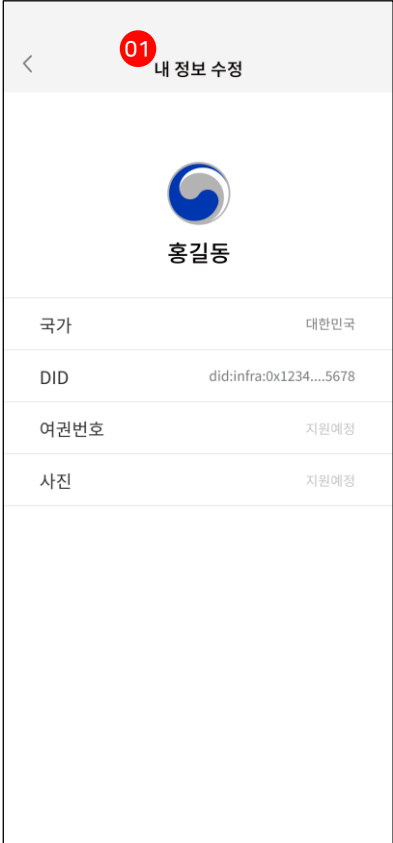 01
내 정보 수정
홍길동
국가 대한민국
DID did:infra:0x1234....5678
여권번호 지원예정
사진 지원예정